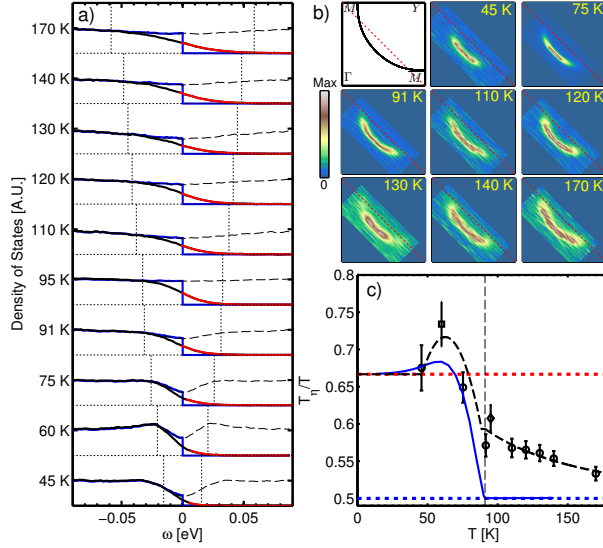 a)
170 K
140 K
130 K
120 K
110 K
95 K
91 K
75 K
60 K
45 K
Density of States [A.U.]
−0.05 0 0.05
ω [eV]
b)
M Y
Γ M
45 K
75 K
Max
0
91 K
110 K
120 K
130 K
140 K
170 K
c)
0.8
0.75
0.7
0.65
0.6
0.55
0.5
Tη/T
0 50 100 150
T [K]